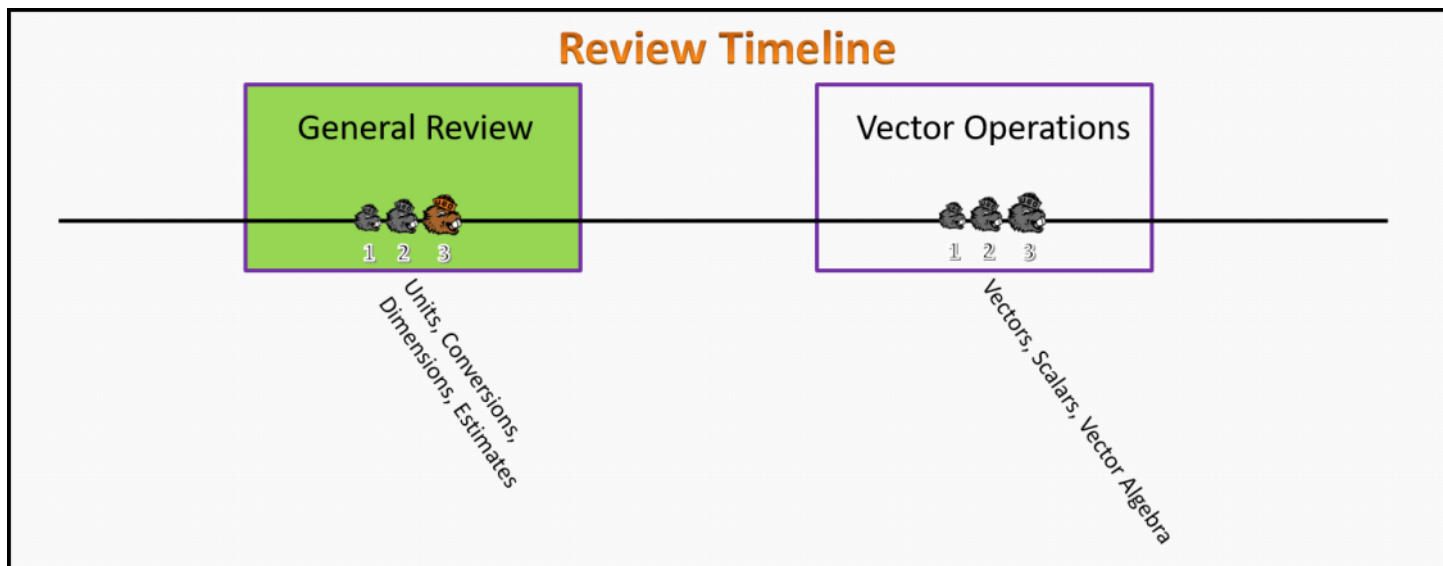 Review Timeline
General Review
Vector Operations
1 2 3
1 2 3
Units, Conversions,
Dimensions, Estimates
Vectors, Scalars, Vector Algebra